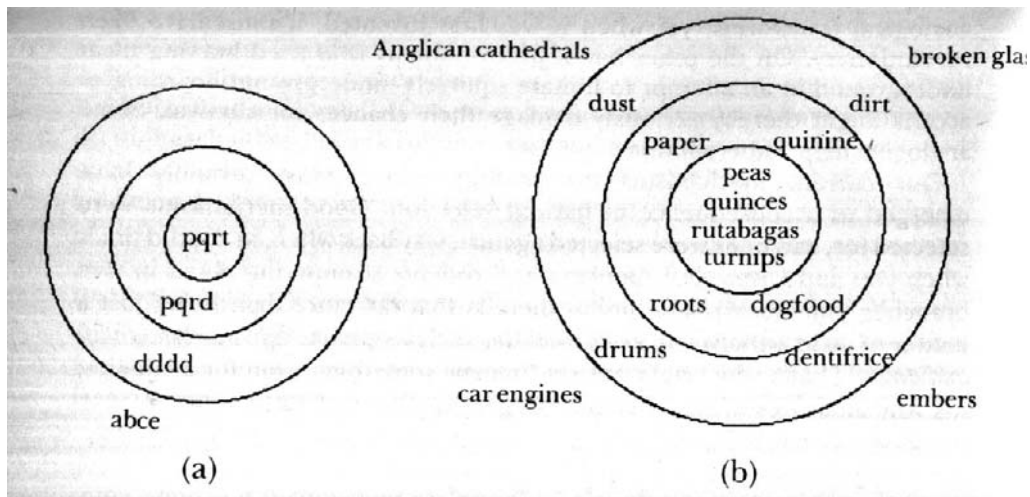 Anglican cathedrals
broken glas
dust
dirt
paper
quinine
peas
quinces
rutabagas
turnips
roots
dogfood
drums
dentifrice
car engines
embers
pqrt
pqrd
dddd
abce
(a)
(b)